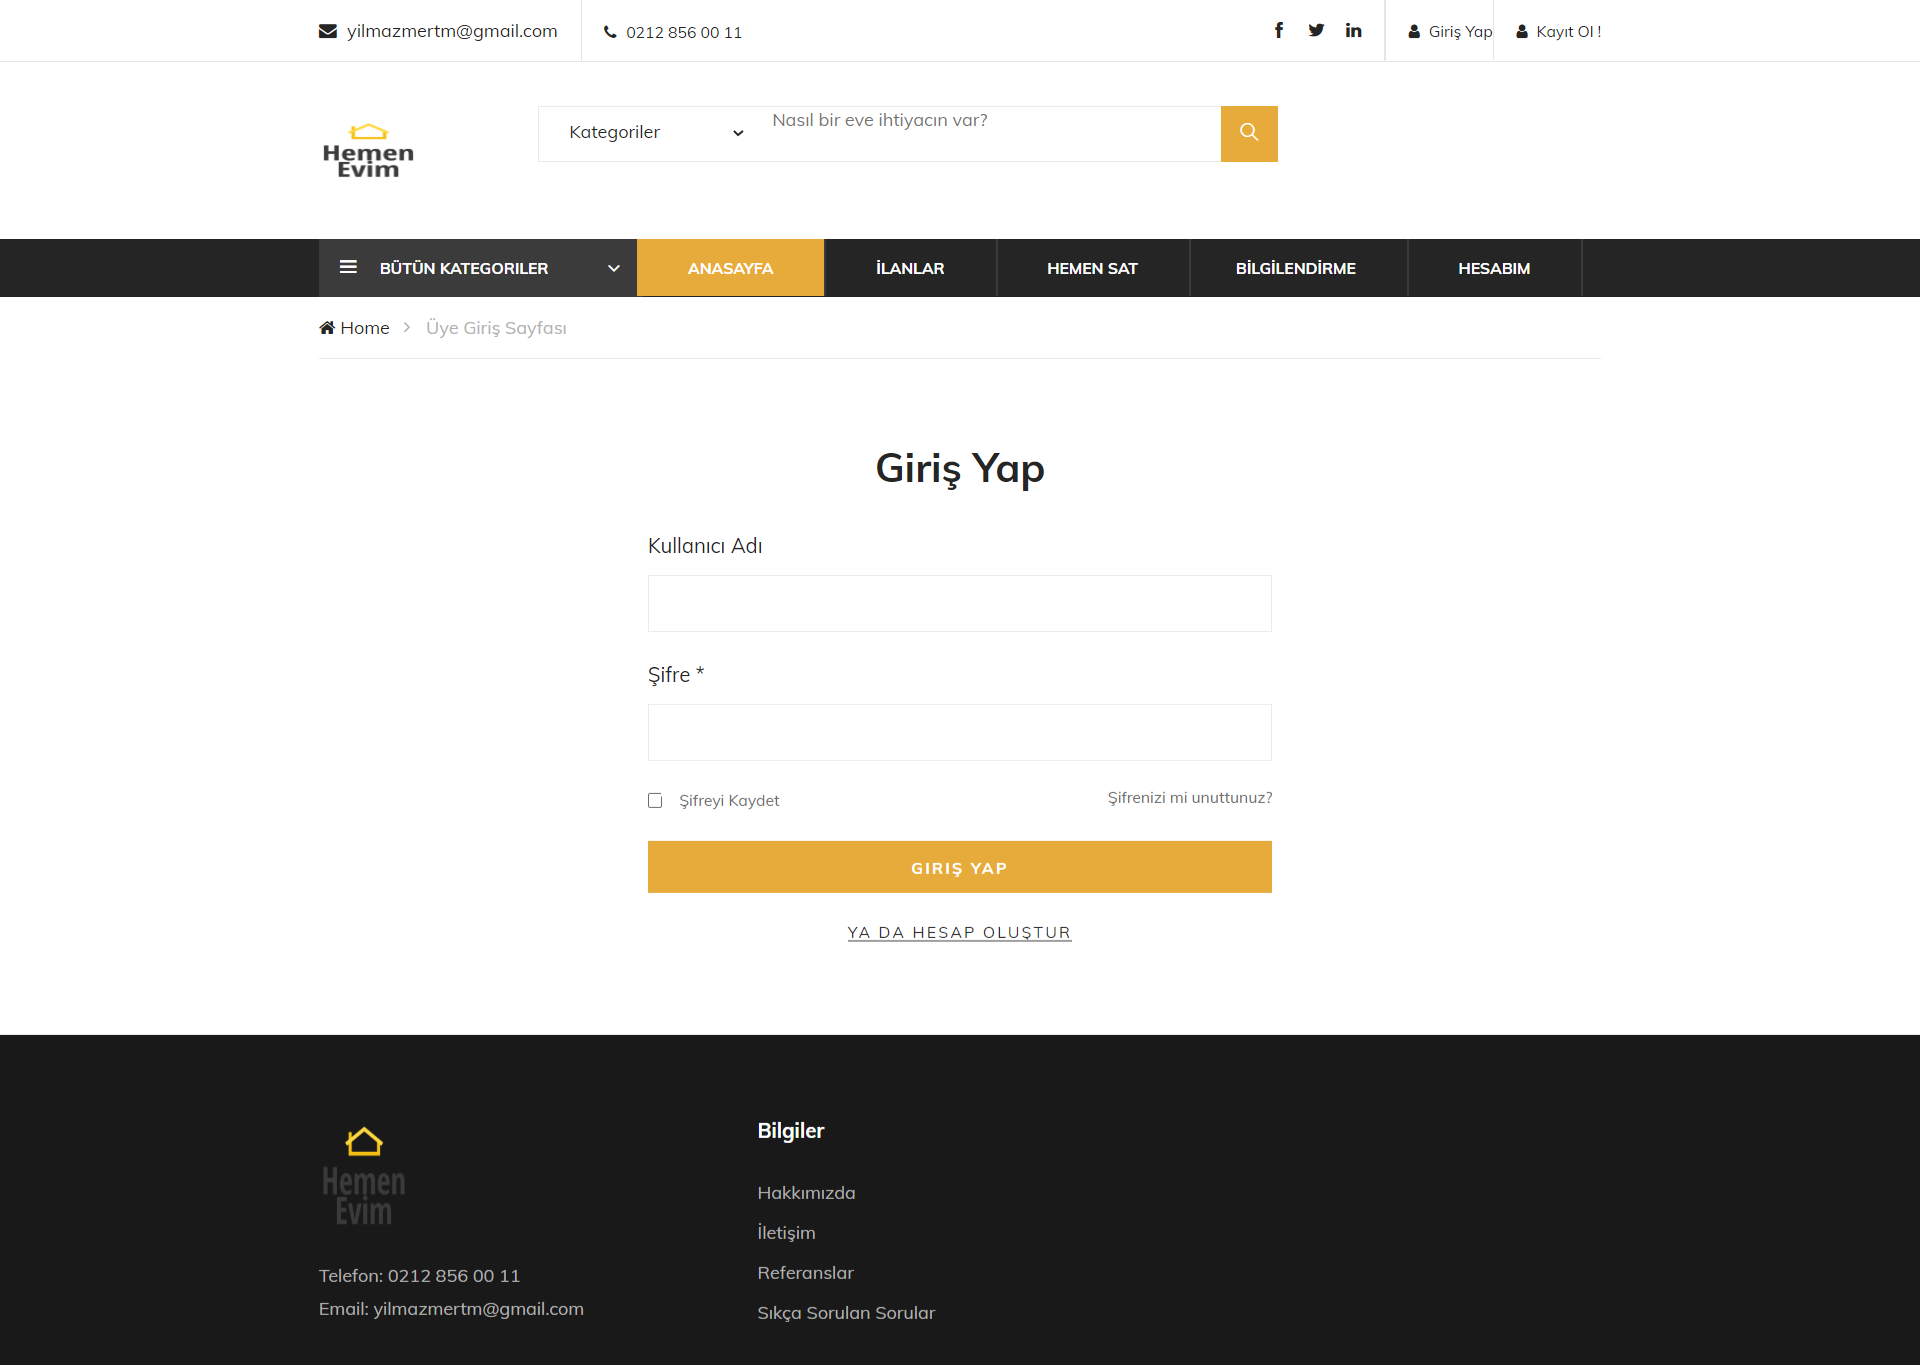 yilmazmertm@gmail.com
0212 856 00 11
Giriş Yap
Kayıt Ol !
Hemen
Evim
Kategoriler
Nasıl bir eve ihtiyacın var?
BÜTÜN KATEGORILER
ANASAYFA
İLANLAR
HEMEN SAT
BİLGİLENDİRME
HESABIM
Home
Üye Giriş Sayfası
Giriş Yap
Kullanıcı Adı
Şifre *
Şifreyi Kaydet
Şifrenizi mi unuttunuz?
GIRIŞ YAP
YA DA HESAP OLUŞTUR
Hemen
Evim
Telefon: 0212 856 00 11
Email: yilmazmertm@gmail.com
Bilgiler
Hakkımızda
İletişim
Referanslar
Sıkça Sorulan Sorular